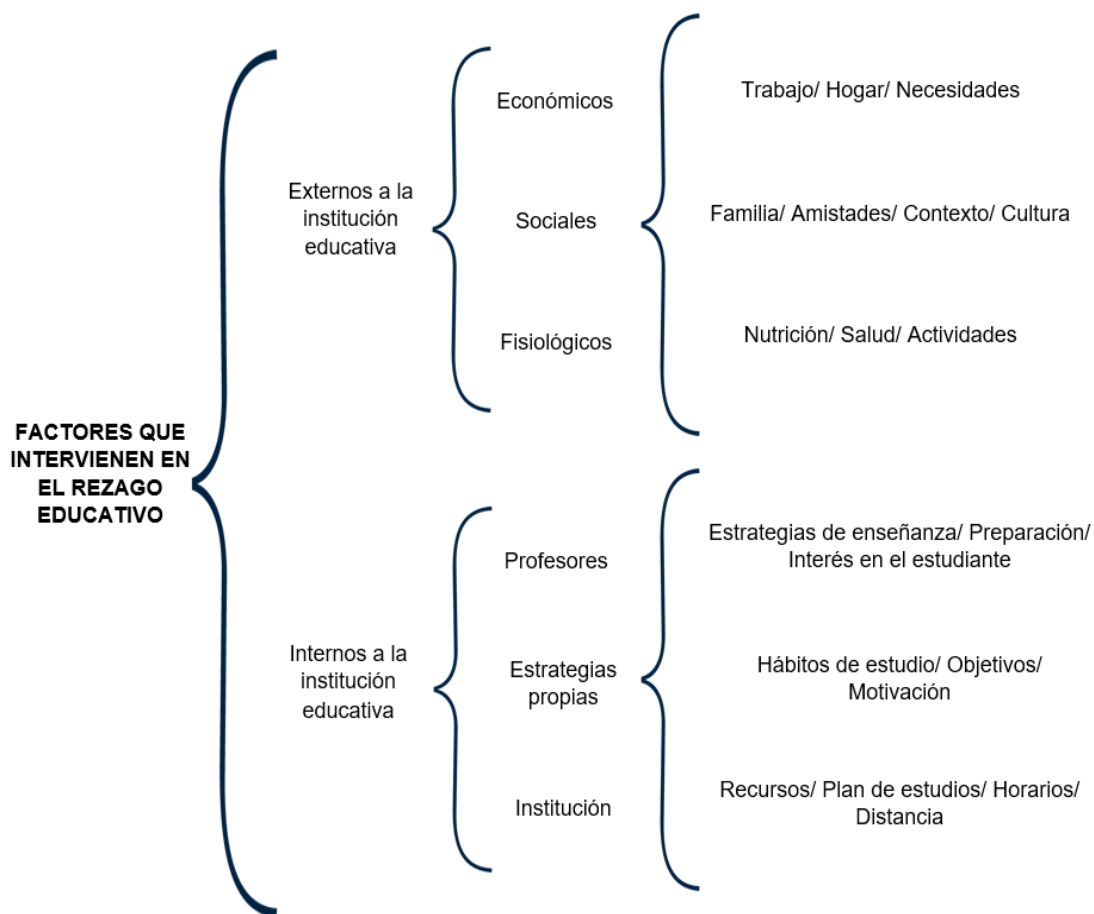 FACTORES QUE
INTERVIENEN EN
EL REZAGO
EDUCATIVO
Externos a la
institución
educativa
Económicos
Trabajo/ Hogar/ Necesidades
Sociales
Familia/ Amistades/ Contexto/ Cultura
Fisiológicos
Nutrición/ Salud/ Actividades
Internos a la
institución
educativa
Profesores
Estrategias de enseñanza/ Preparación/
Interés en el estudiante
Estrategias
propias
Hábitos de estudio/ Objetivos/
Motivación
Institución
Recursos/ Plan de estudios/ Horarios/
Distancia